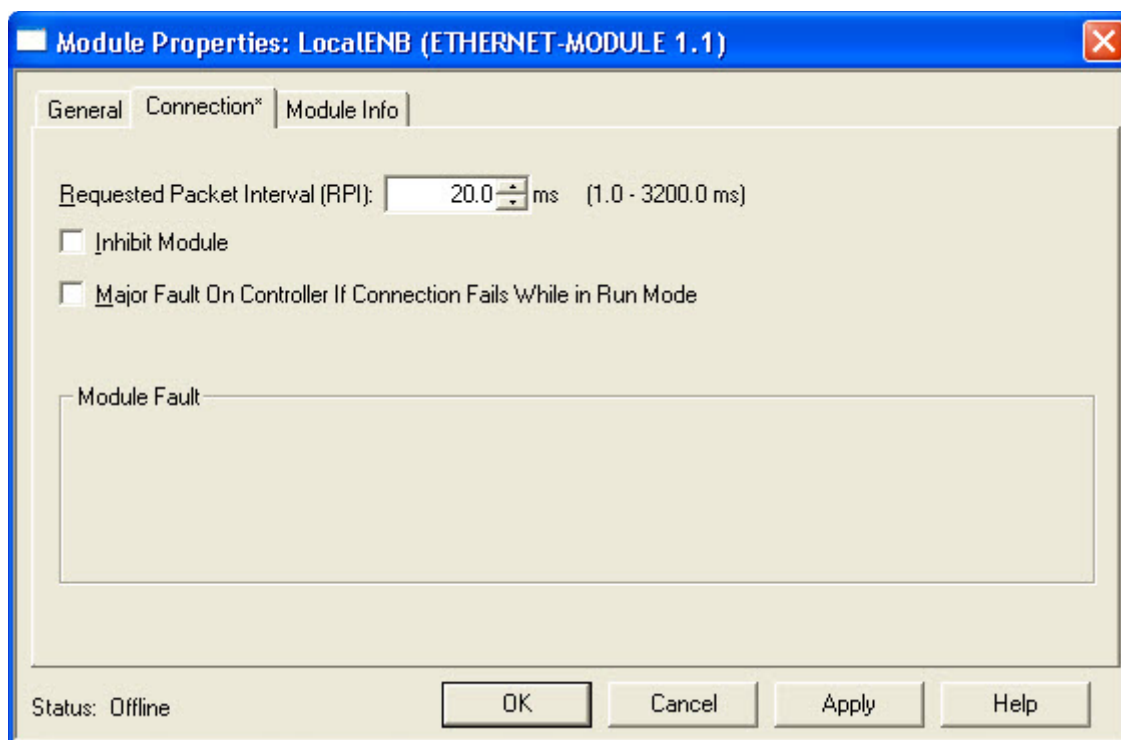 Module Properties: LocalENB (ETHERNET-MODULE 1.1)
General Connection* Module Info
Requested Packet Interval (RPI): 20.0 ms (1.0 - 3200.0 ms)
Inhibit Module
Major Fault On Controller If Connection Fails While in Run Mode
Module Fault
Status: Offline OK Cancel Apply Help